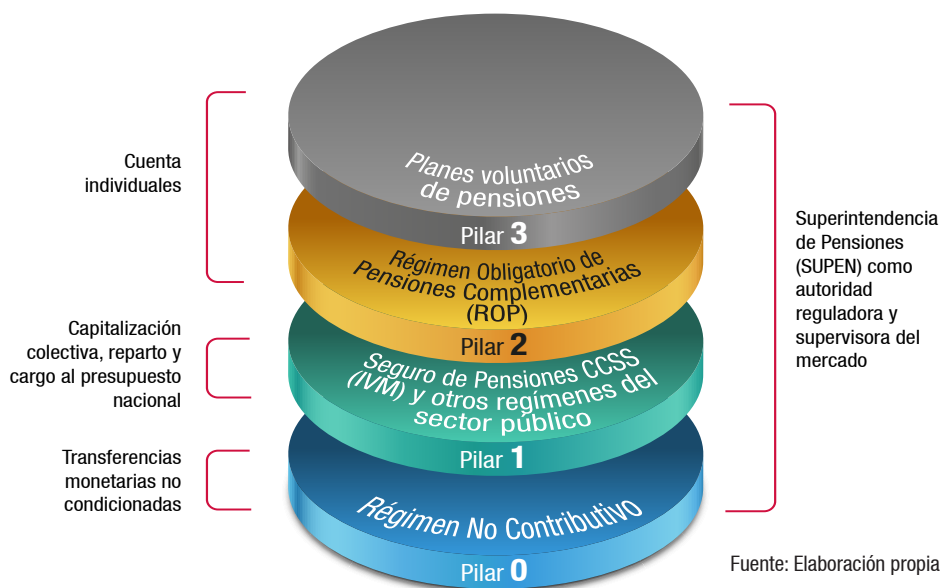 Cuenta
individuales
Capitalización
colectiva, reparto y
cargo al presupuesto
nacional
Transferencias
monetarias no
condicionadas
Planes voluntarios
de pensiones
Pilar 3
Régimen Obligatorio de
Pensiones Complementarias
(ROP)
Pilar 2
Seguro de Pensiones CCSS
(IVM) y otros regímenes del
sector público
Pilar 1
Régimen No Contributivo
Pilar 0
Superintendencia
de Pensiones
(SUPEN) como
autoridad
reguladora y
supervisora del
mercado
Fuente: Elaboración propia